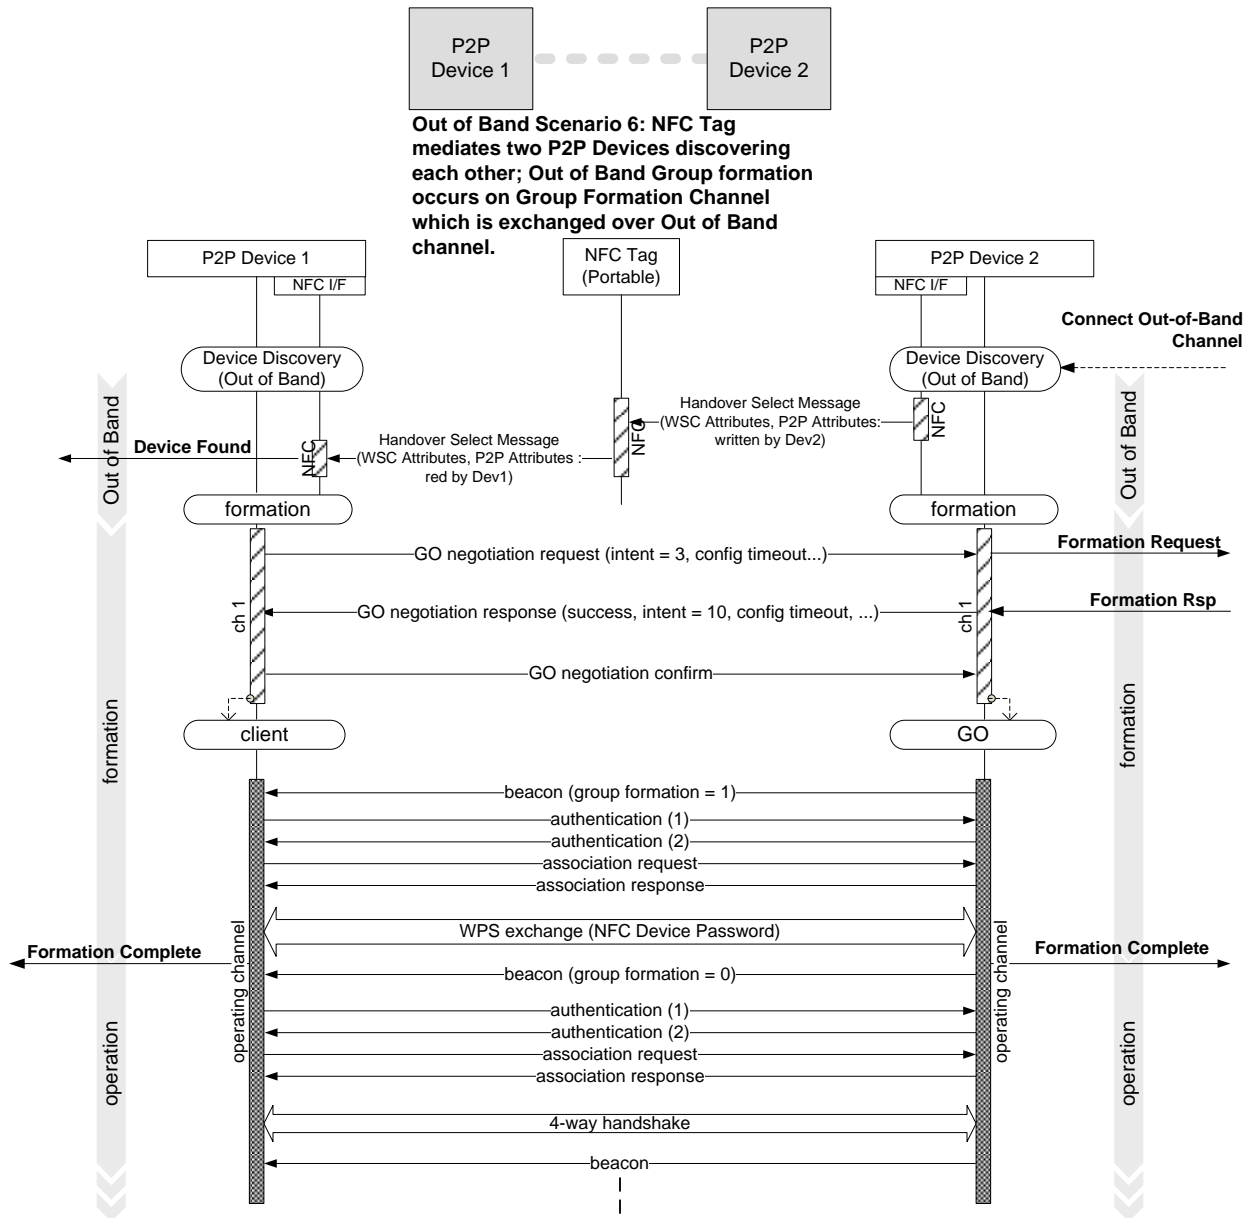 P2P
Device 1
P2P
Device 2
Out of Band Scenario 6: NFC Tag
mediates two P2P Devices discovering
each other; Out of Band Group formation
occurs on Group Formation Channel
which is exchanged over Out of Band
channel.
P2P Device 1
NFC I/F
NFC Tag
(Portable)
P2P Device 2
NFC I/F
Connect Out-of-Band
Channel
Device Discovery
(Out of Band)
Device Discovery
(Out of Band)
Out of Band
Out of Band
Handover Select Message
(WSC Attributes, P2P Attributes:
written by Dev2)
NFC
NFC
Device Found
NFC
Handover Select Message
(WSC Attributes, P2P Attributes :
red by Dev1)
formation
formation
GO negotiation request (intent = 3, config timeout...)
Formation Request
ch 1
GO negotiation response (success, intent = 10, config timeout, ...)
ch 1
Formation Rsp
GO negotiation confirm
formation
formation
client
GO
beacon (group formation = 1)
authentication (1)
authentication (2)
association request
association response
WPS exchange (NFC Device Password)
operating channel
operating channel
Formation Complete
Formation Complete
beacon (group formation = 0)
authentication (1)
authentication (2)
association request
association response
operation
operation
4-way handshake
beacon